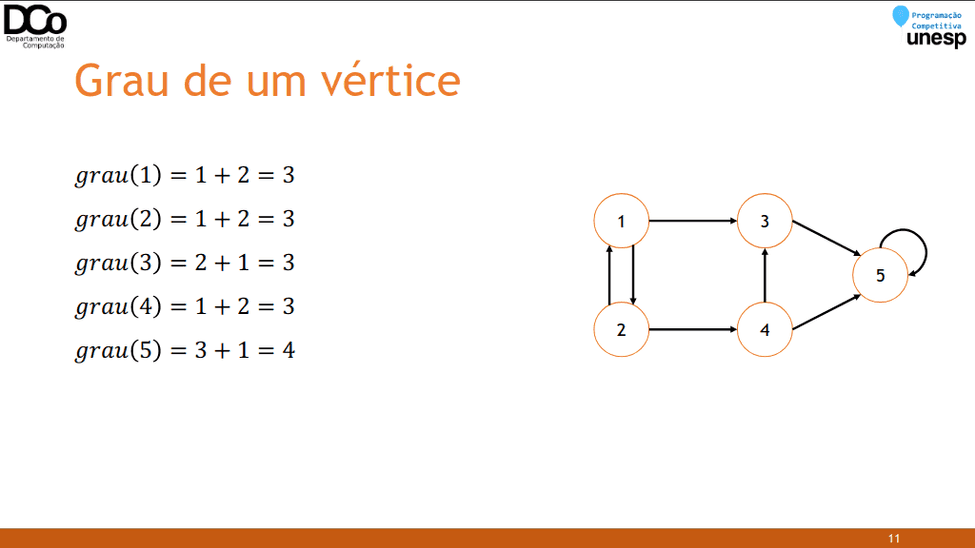 DCo
Departamento de
Computação
Programação
Competitiva
unesp
Grau de um vértice
grau(1) = 1 + 2 = 3
grau(2) = 1 + 2 = 3
grau(3) = 2 + 1 = 3
grau(4) = 1 + 2 = 3
grau(5) = 3 + 1 = 4
1
3
5
2
4
11